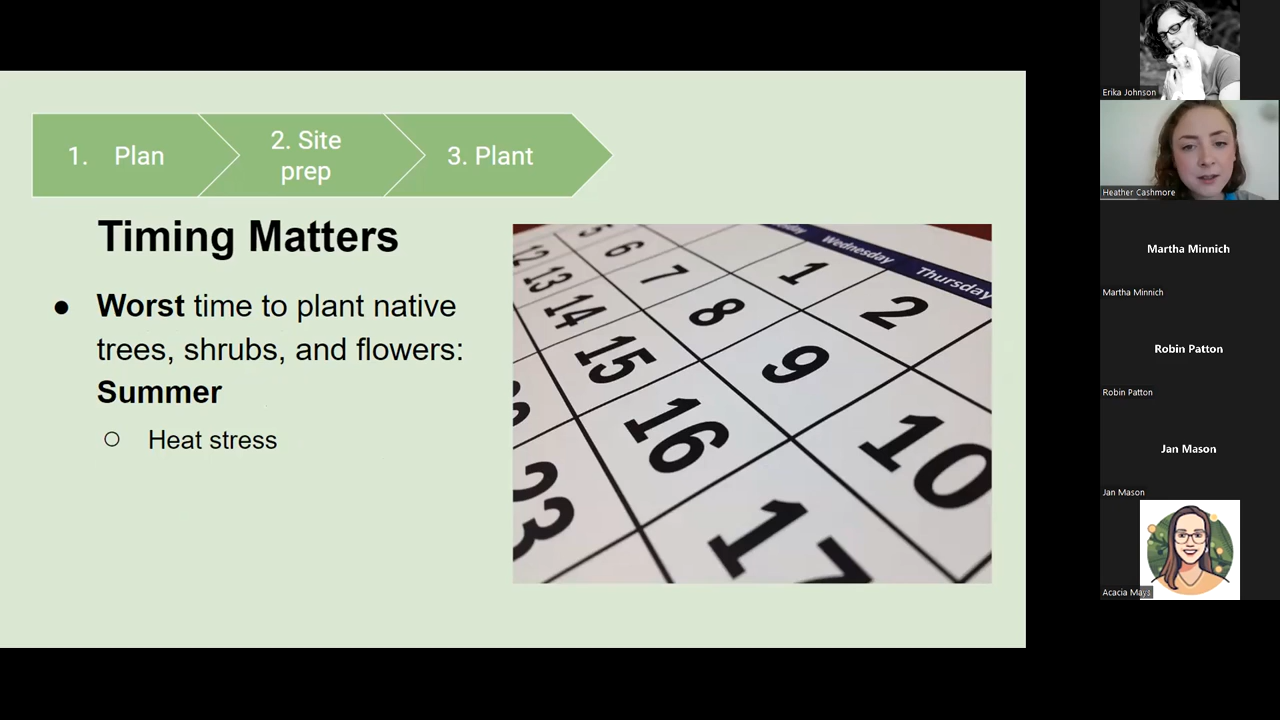 1. Plan
2. Site
prep
3. Plant
Timing Matters
● Worst time to plant native
trees, shrubs, and flowers:
Summer
○ Heat stress
Wednesday
Thursday
5
6
7
1
2
12
13
14
8
9
15
16
10
23
17
Erika Johnson
Heather Cashmore
Martha Minnich
Martha Minnich
Robin Patton
Robin Patton
Jan Mason
Jan Mason
Acacia Mays